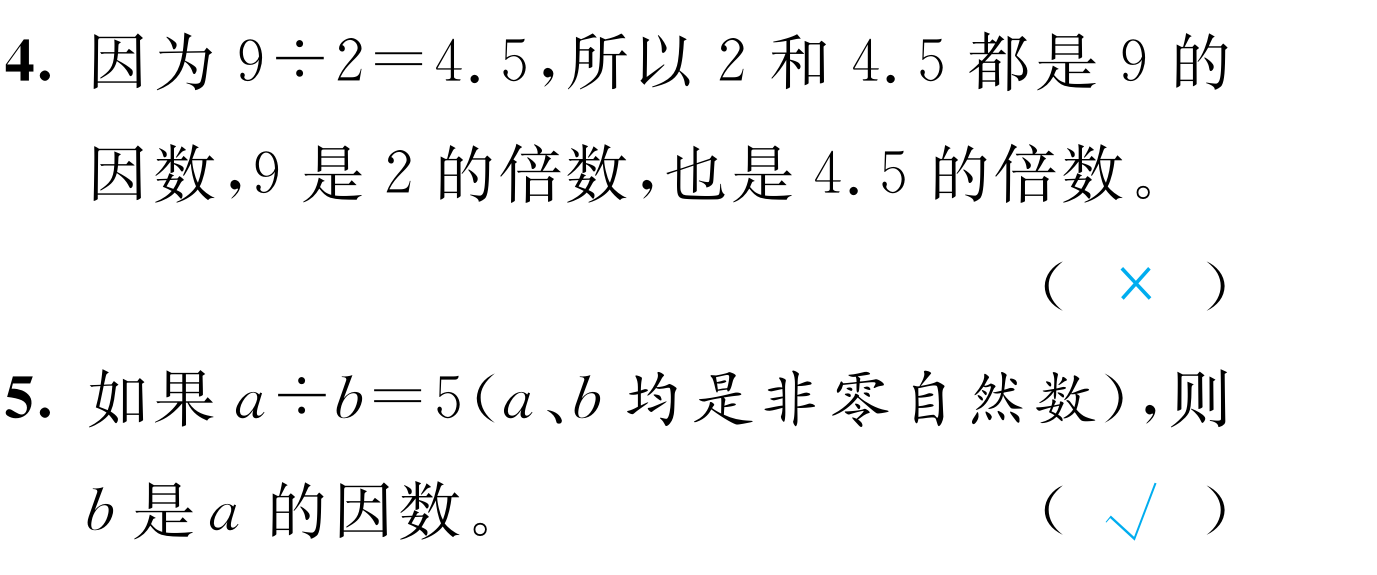 4. 因为 9÷2=4.5,所以 2 和 4.5 都是 9 的
因数,9 是 2 的倍数,也是 4.5 的倍数。
( × )
5. 如果 a÷b=5(a、b 均是非零自然数),则
b 是 a 的因数。 ( √ )